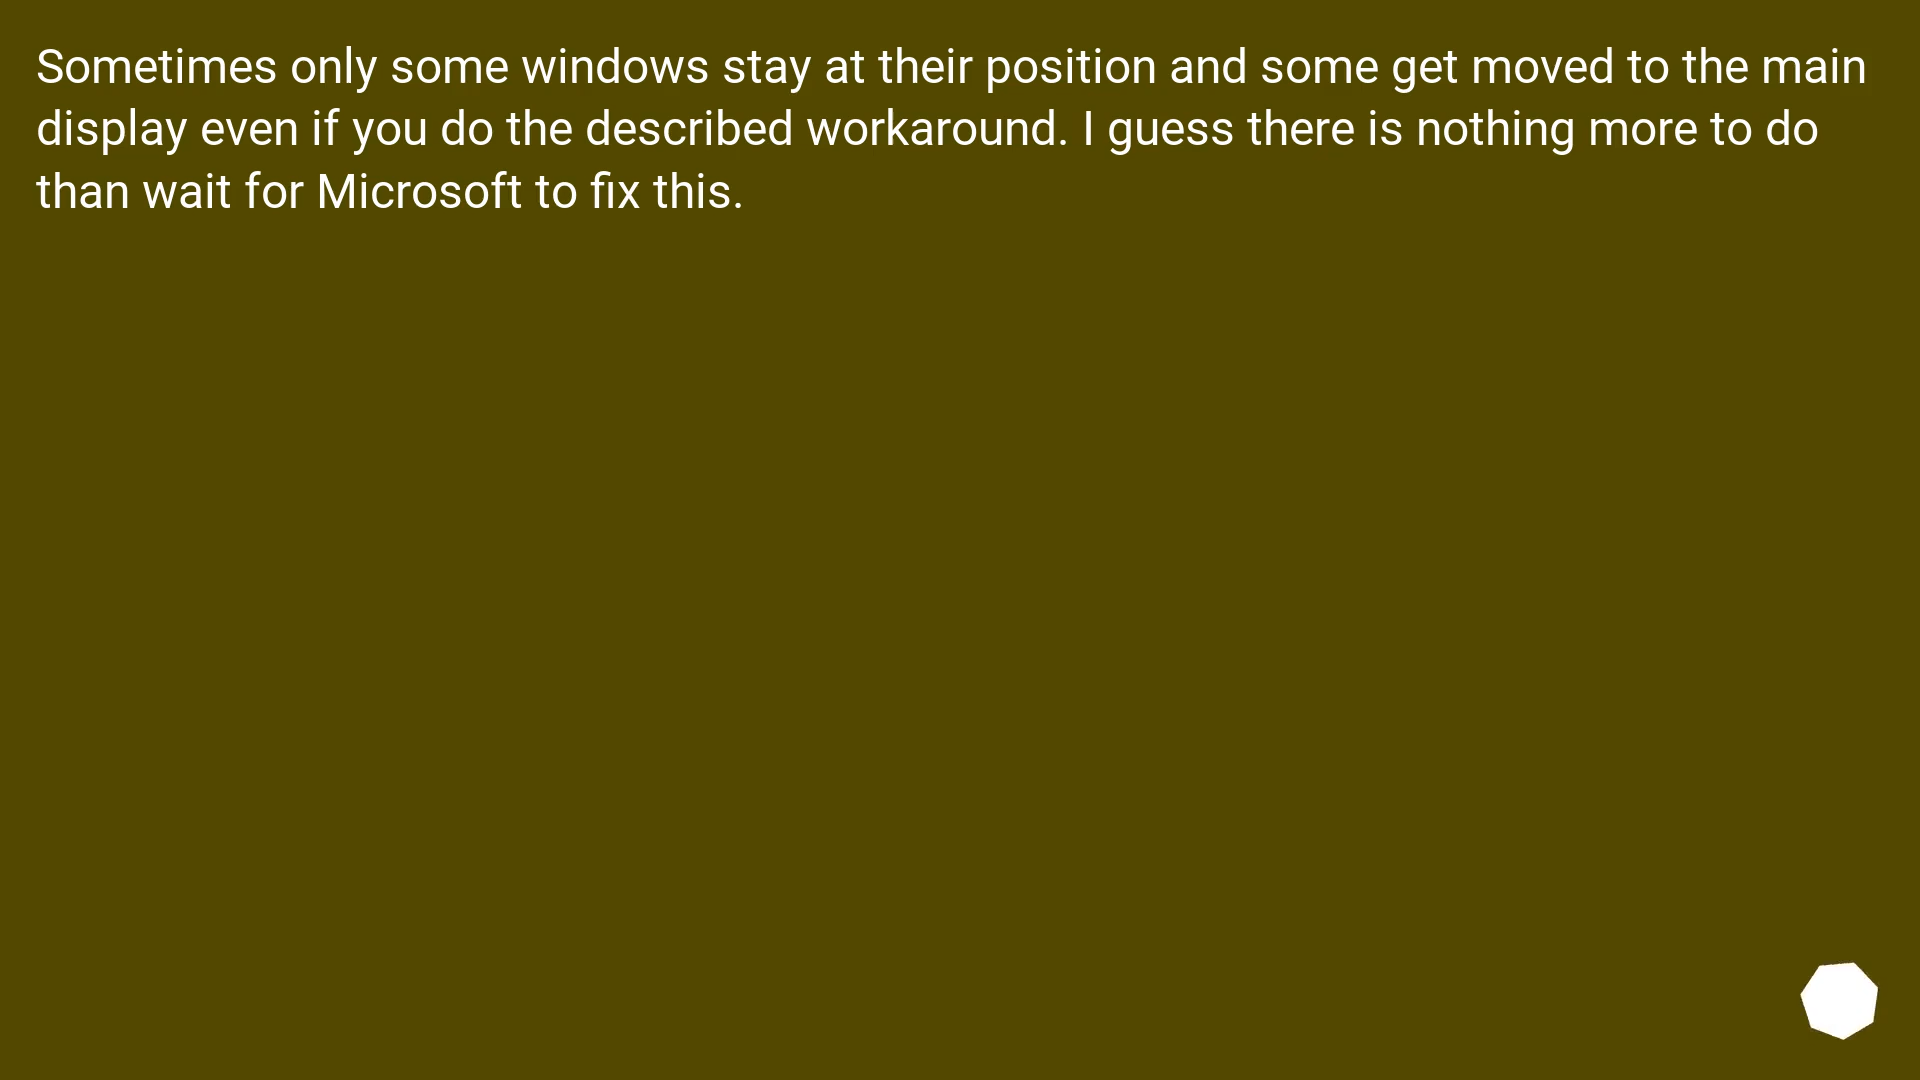 Sometimes only some windows stay at their position and some get moved to the main
display even if you do the described workaround. I guess there is nothing more to do
than wait for Microsoft to fix this.